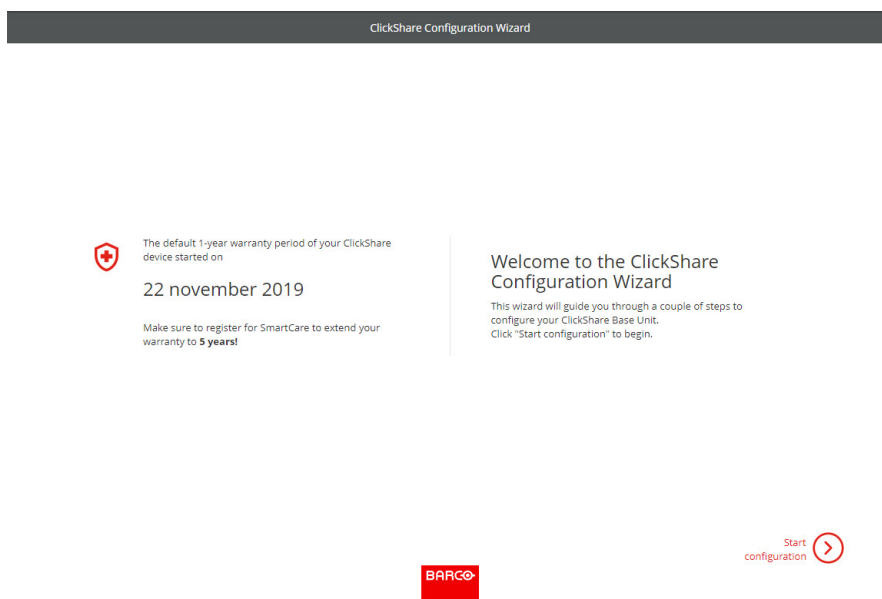 ClickShare Configuration Wizard
The default 1-year warranty period of your ClickShare
device started on
22 november 2019
Make sure to register for SmartCare to extend your
warranty to 5 years!
Welcome to the ClickShare
Configuration Wizard
This wizard will guide you through a couple of steps to
configure your ClickShare Base Unit.
Click "Start configuration" to begin.
Start
configuration
BARCO